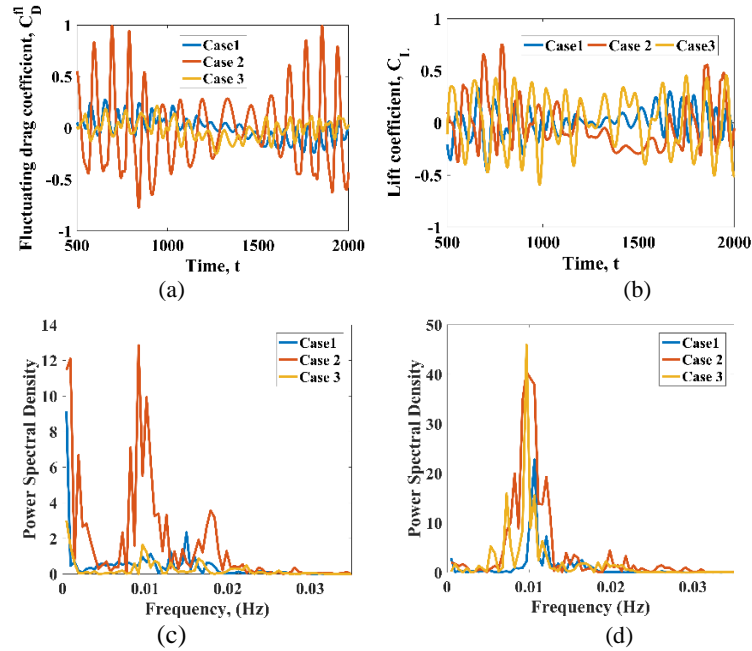 Fluctuating drag coefficient, C_D^fl
1
0.5
0
-0.5
-1
500
1000
1500
2000
Time, t
Case1
Case 2
Case 3
(a)
Lift coefficient, C_L
1
0.5
0
-0.5
-1
500
1000
1500
2000
Time, t
Case1
Case 2
Case3
(b)
Power Spectral Density
14
12
10
8
6
4
2
0
0
0.01
0.02
0.03
Frequency, (Hz)
Case1
Case 2
Case 3
(c)
Power Spectral Density
50
40
30
20
10
0
0
0.01
0.02
0.03
Frequency (Hz)
Case1
Case 2
Case 3
(d)